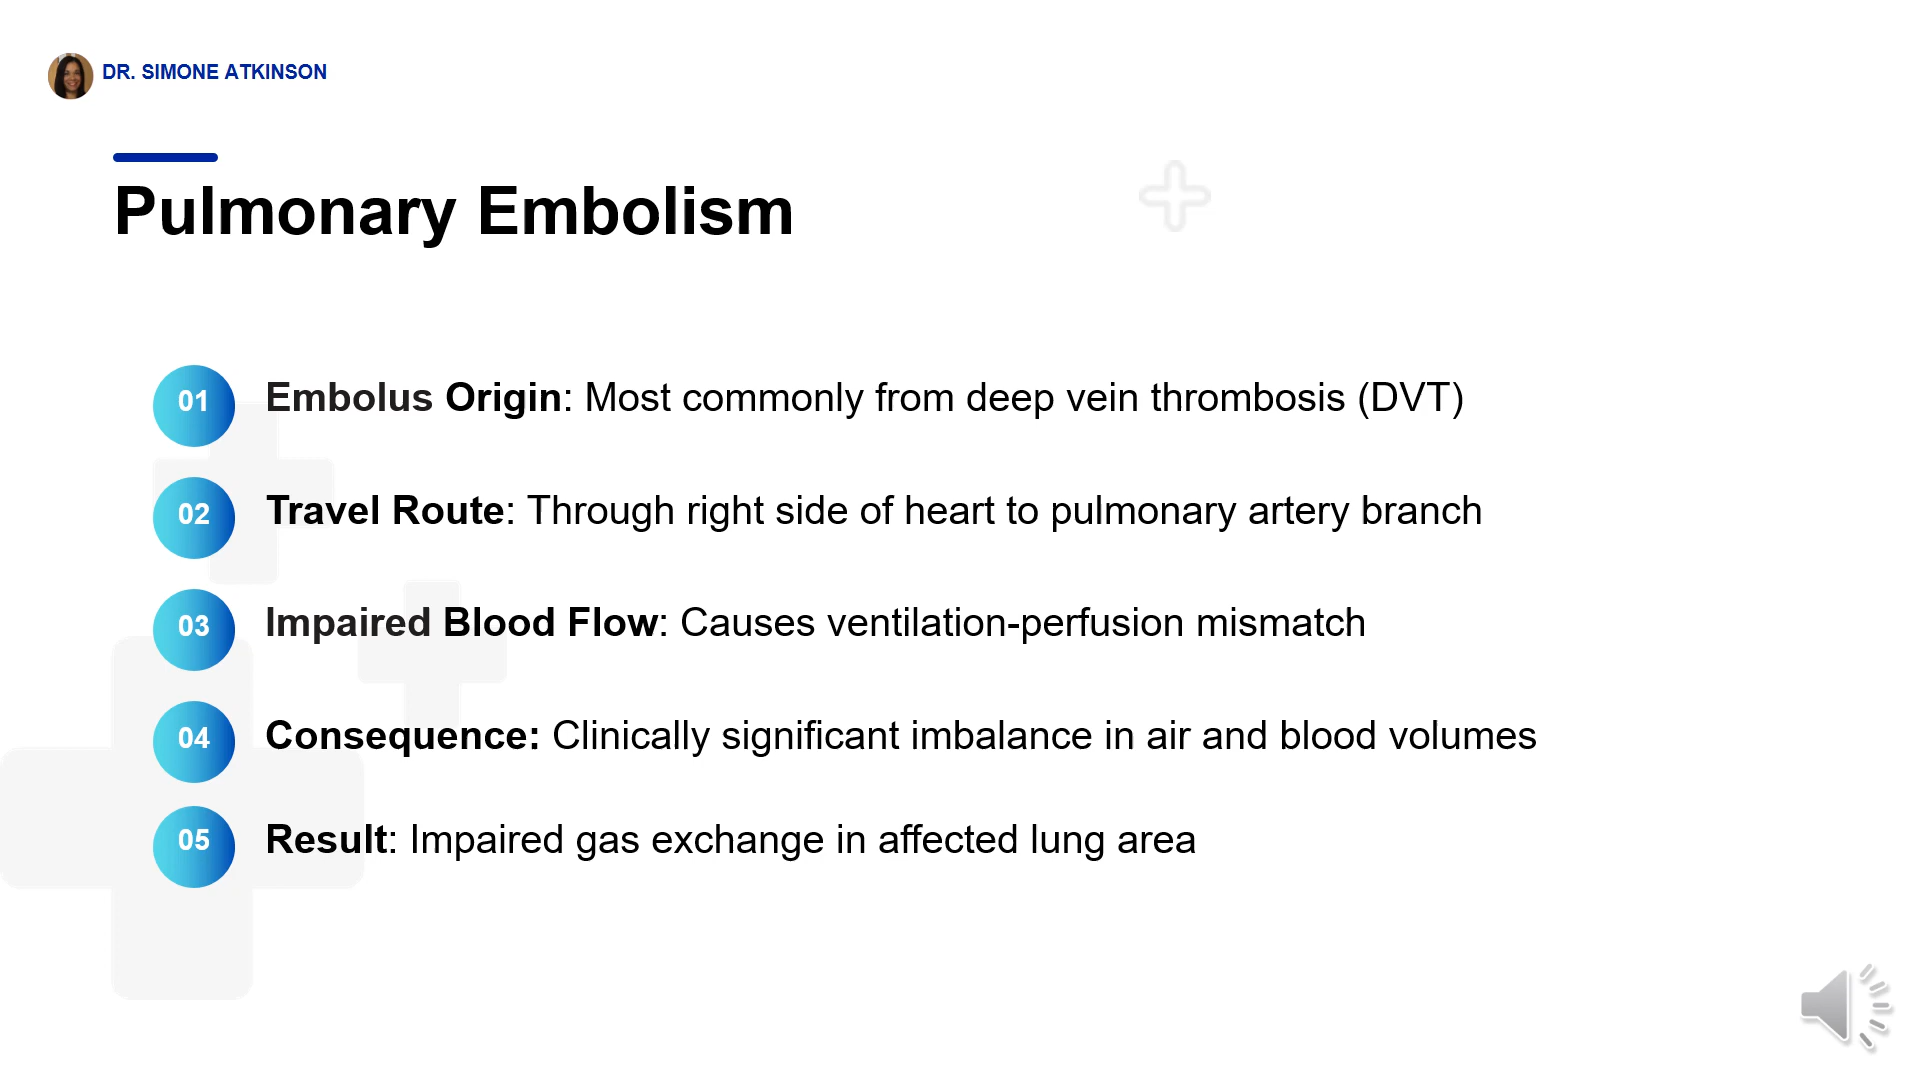 DR. SIMONE ATKINSON
Pulmonary Embolism
01 Embolus Origin: Most commonly from deep vein thrombosis (DVT)
02 Travel Route: Through right side of heart to pulmonary artery branch
03 Impaired Blood Flow: Causes ventilation-perfusion mismatch
04 Consequence: Clinically significant imbalance in air and blood volumes
05 Result: Impaired gas exchange in affected lung area